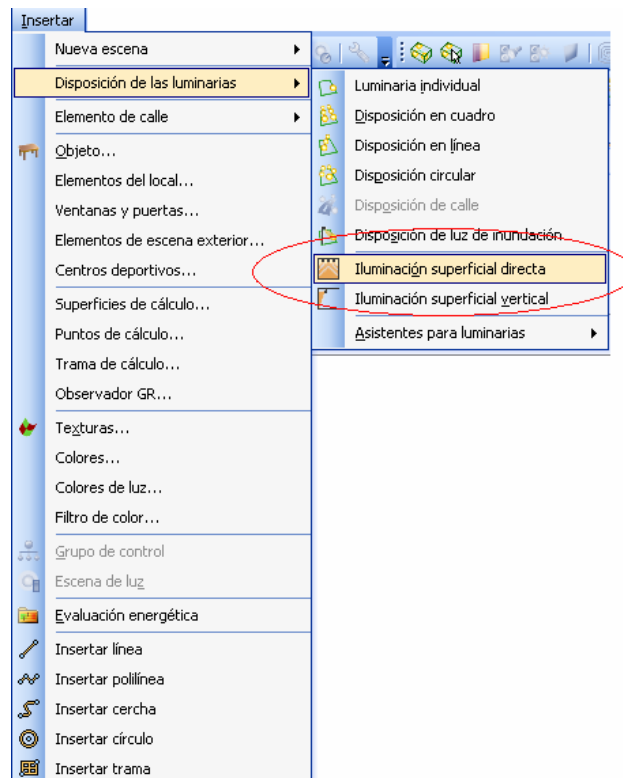 Insertar
Nueva escena
Disposición de las luminarias
Elemento de calle
Objeto...
Elementos del local...
Ventanas y puertas...
Elementos de escena exterior...
Centros deportivos...
Superficies de cálculo...
Puntos de cálculo...
Trama de cálculo...
Observador GR...
Texturas...
Colores...
Colores de luz...
Filtro de color...
Grupo de control
Escena de luz
Evaluación energética
Insertar línea
Insertar polilínea
Insertar cercha
Insertar círculo
Insertar trama
Luminaria individual
Disposición en cuadro
Disposición en línea
Disposición circular
Disposición de calle
Disposición de luz de inundación
Iluminación superficial directa
Iluminación superficial vertical
Asistentes para luminarias